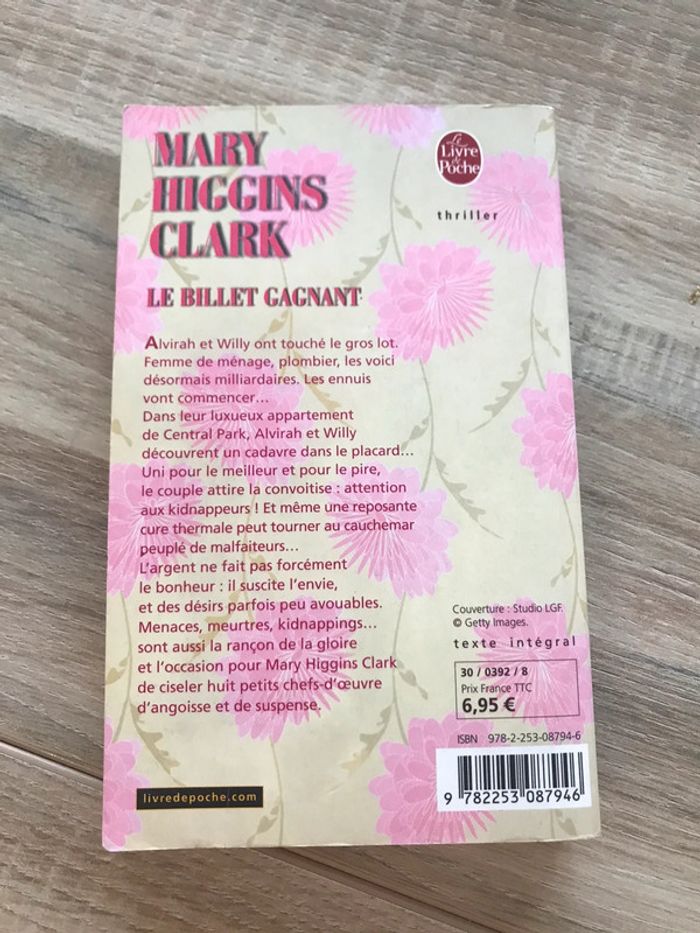 MARY
HIGGINS
CLARK
LE BILLET GAGNANT
Le
Livre
de
Poche
thriller
Alvirah et Willy ont touché le gros lot.
Femme de ménage, plombier, les voici
désormais milliardaires. Les ennuis
vont commencer…
Dans leur luxueux appartement
de Central Park, Alvirah et Willy
découvrent un cadavre dans le placard…
Uni pour le meilleur et pour le pire,
le couple attire la convoitise : attention
aux kidnappeurs ! Et même une reposante
cure thermale peut tourner au cauchemar
peuplé de malfaiteurs…
L'argent ne fait pas forcément
le bonheur : il suscite l'envie,
et des désirs parfois peu avouables.
Menaces, meurtres, kidnappings…
sont aussi la rançon de la gloire
et l'occasion pour Mary Higgins Clark
de ciseler huit petits chefs-d'œuvre
d'angoisse et de suspense.
livredepoche.com
Couverture : Studio LGF.
© Getty Images.
texte intégral
30 / 0392 / 8
Prix France TTC
6,95 €
ISBN 978-2-253-08794-6
9 782253 087946